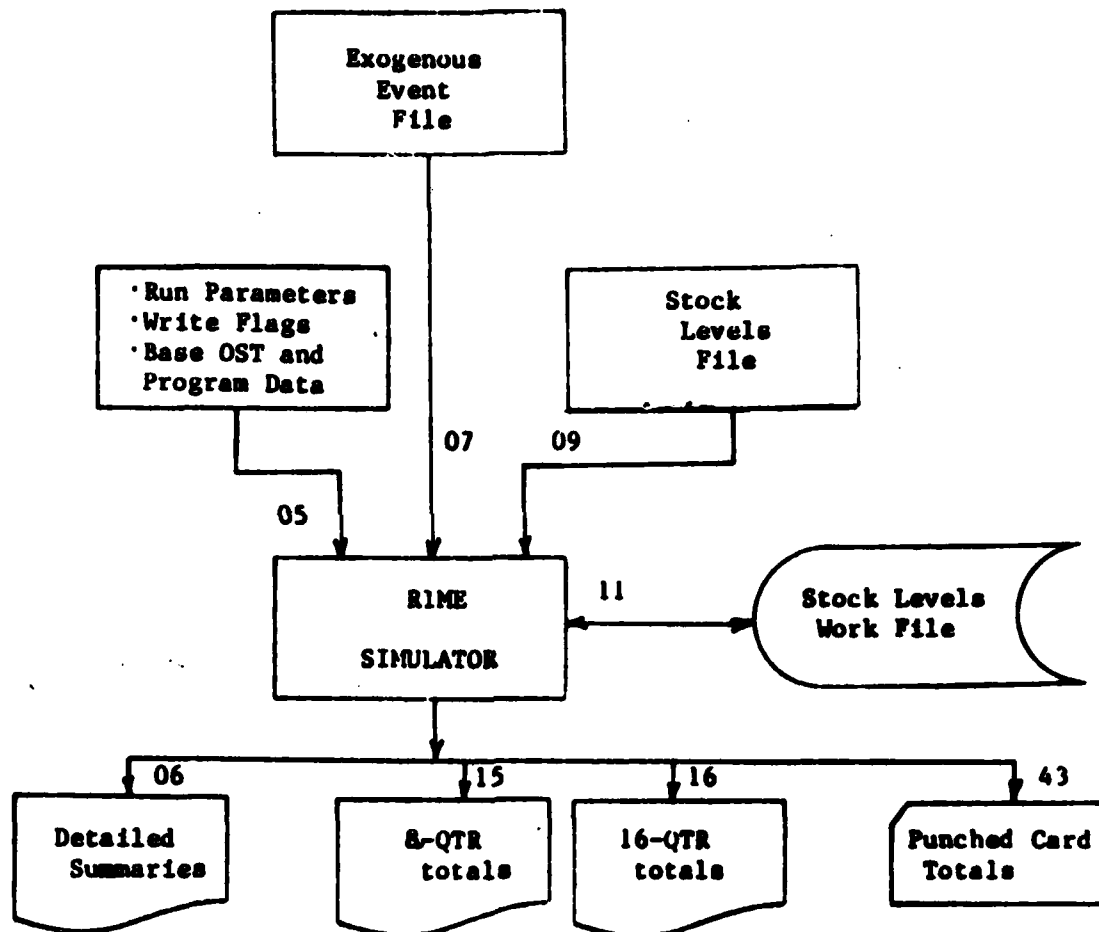 Exogenous
Event
File
·Run Parameters
·Write Flags
·Base OST and
Program Data
Stock
Levels
File
07
09
05
RIME
SIMULATOR
11
Stock Levels
Work File
06
15
16
43
Detailed
Summaries
8-QTR
totals
16-QTR
totals
Punched Card
Totals